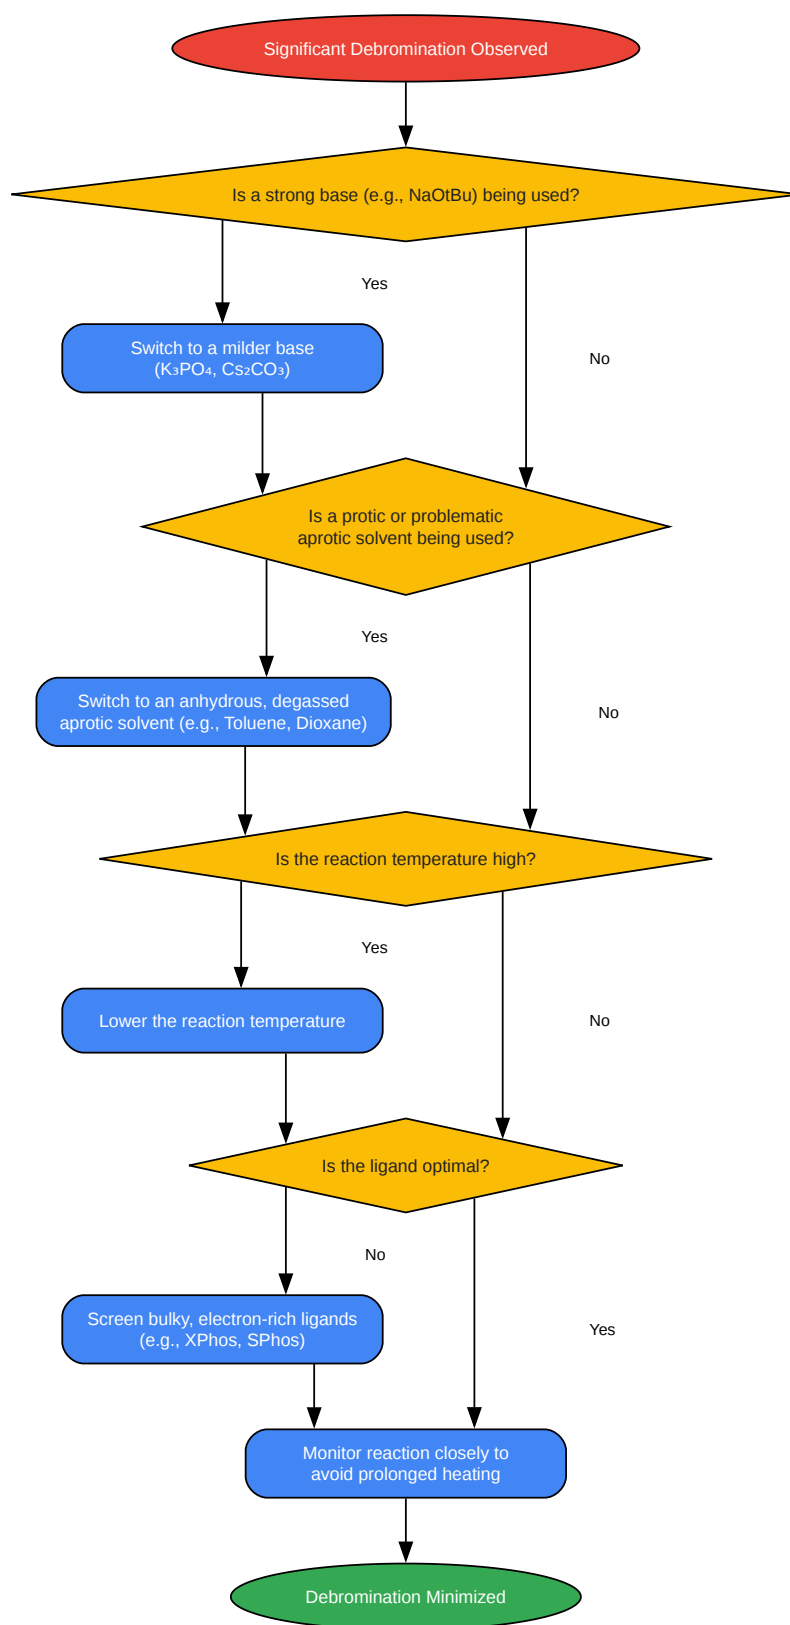 Significant Debromination Observed
Is a strong base (e.g., NaOtBu) being used?
Yes
Switch to a milder base
(K₃PO₄, Cs₂CO₃)
No
Is a protic or problematic
aprotic solvent being used?
Yes
Switch to an anhydrous, degassed
aprotic solvent (e.g., Toluene, Dioxane)
No
Is the reaction temperature high?
Yes
Lower the reaction temperature
No
Is the ligand optimal?
No
Screen bulky, electron-rich ligands
(e.g., XPhos, SPhos)
Yes
Monitor reaction closely to
avoid prolonged heating
Debromination Minimized